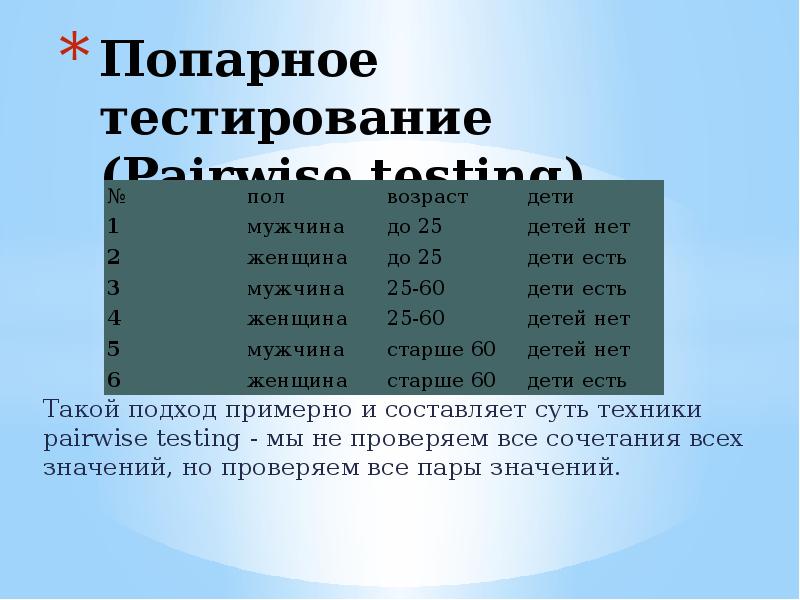 * Попарное
тестирование
(Pairwise testing)
№ пол возраст дети
1 мужчина до 25 детей нет
2 женщина до 25 дети есть
3 мужчина 25-60 дети есть
4 женщина 25-60 детей нет
5 мужчина старше 60 детей нет
6 женщина старше 60 дети есть
Такой подход примерно и составляет суть техники
pairwise testing - мы не проверяем все сочетания всех
значений, но проверяем все пары значений.